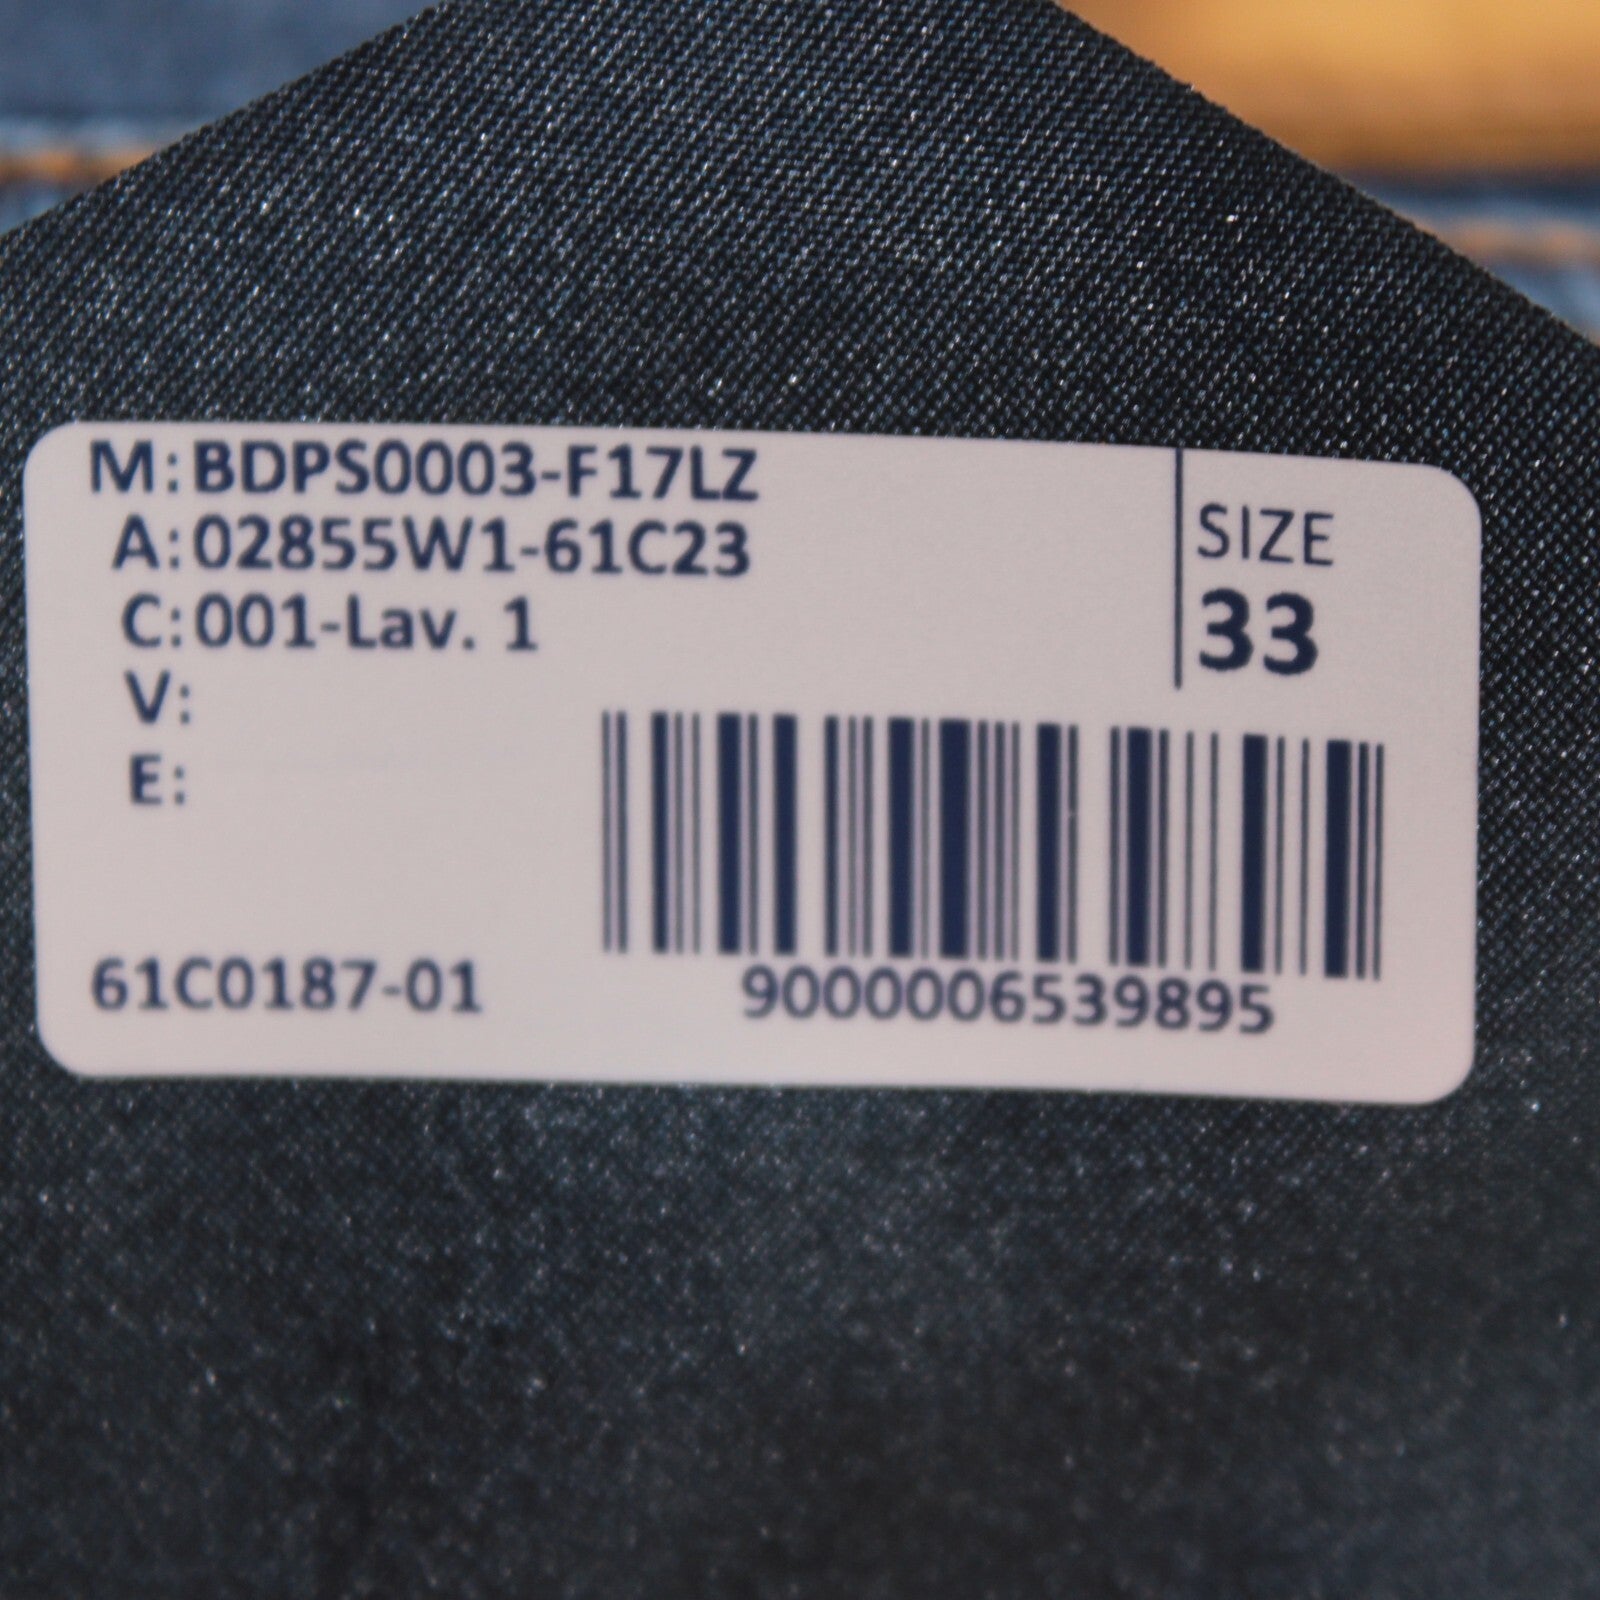 M: BDPS0003-F17LZ
A: 02855W1-61C23
C: 001-Lav. 1
V:
E:
SIZE
33
61C0187-01
9000006539895